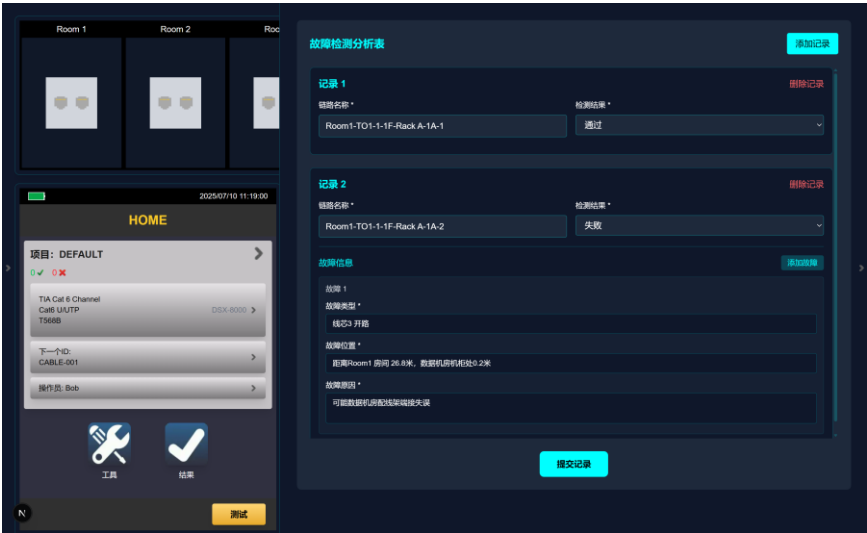 Room 1
Room 2
Roo
2025/07/10 11:19:00
HOME
项目：DEFAULT
0✔ 0✖
TIA Cat 6 Channel
Cat6 U/UTP
T568B
DSX-8000
下一个ID:
CABLE-001
操作员: Bob
工具
结果
N
测试
故障检测分析表
添加记录
记录 1
删除记录
链路名称 *
检测结果 *
Room1-TO1-1-1F-Rack A-1A-1
通过
记录 2
删除记录
链路名称 *
检测结果 *
Room1-TO1-1-1F-Rack A-1A-2
失败
故障信息
添加故障
故障 1
故障类型 *
线芯3 开路
故障位置 *
距离Room1 房间 26.8米，数据机房机柜处0.2米
故障原因 *
可能数据机房配线架端接失误
提交记录